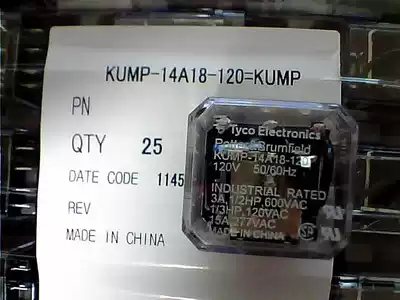 KUMP-14A18-120=KUMP
PN
QTY 25
DATE CODE 1145
REV
MADE IN CHINA
Tyco Electronics
Potter&Brumfield
KUMP-14A18-120
120V 50/60Hz
INDUSTRIAL RATED
3A,1/2HP,600VAC
1/3HP,120VAC
15A,277VAC
MADE IN CHINA